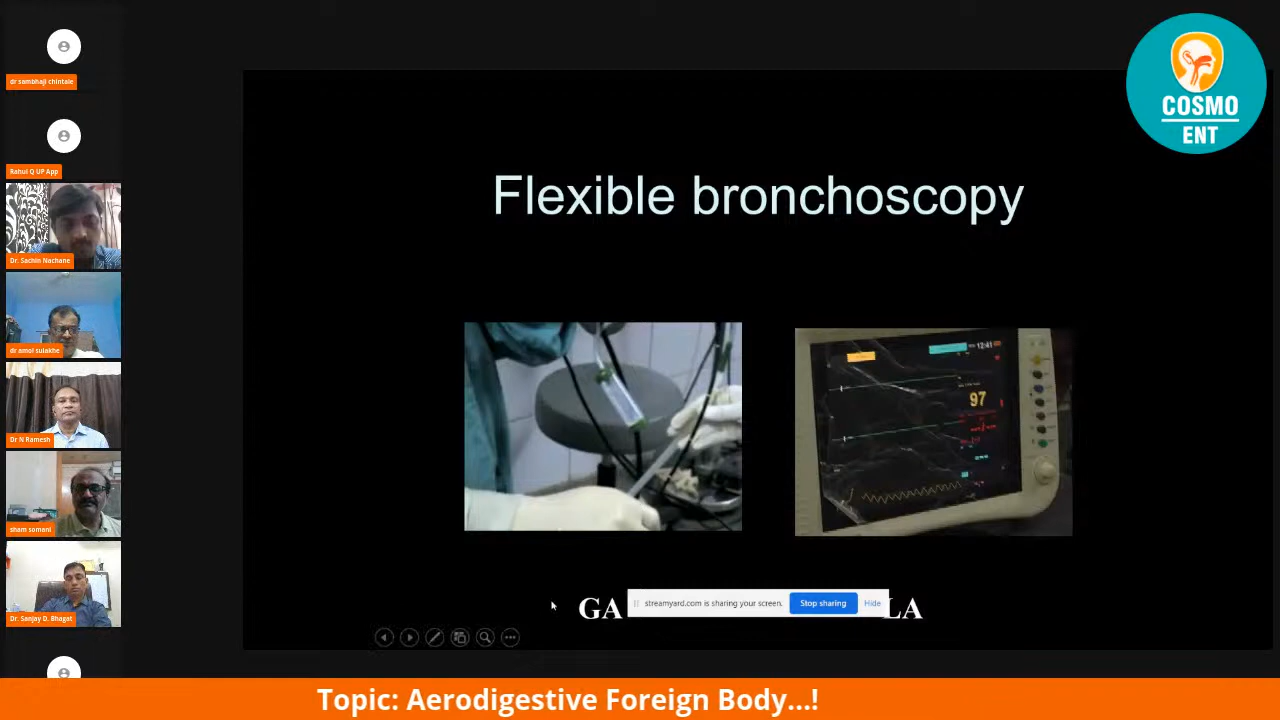 dr sambhaji chintale
Rahul Q UP App
Dr. Sachin Nachane
dr amol sulakhe
Dr N Ramesh
sham somani
Dr. Sanjay D. Bhagat
COSMO
ENT
Flexible bronchoscopy
12:41
97
GA
streamyard.com is sharing your screen.
Stop sharing
Hide
LA
Topic: Aerodigestive Foreign Body...!